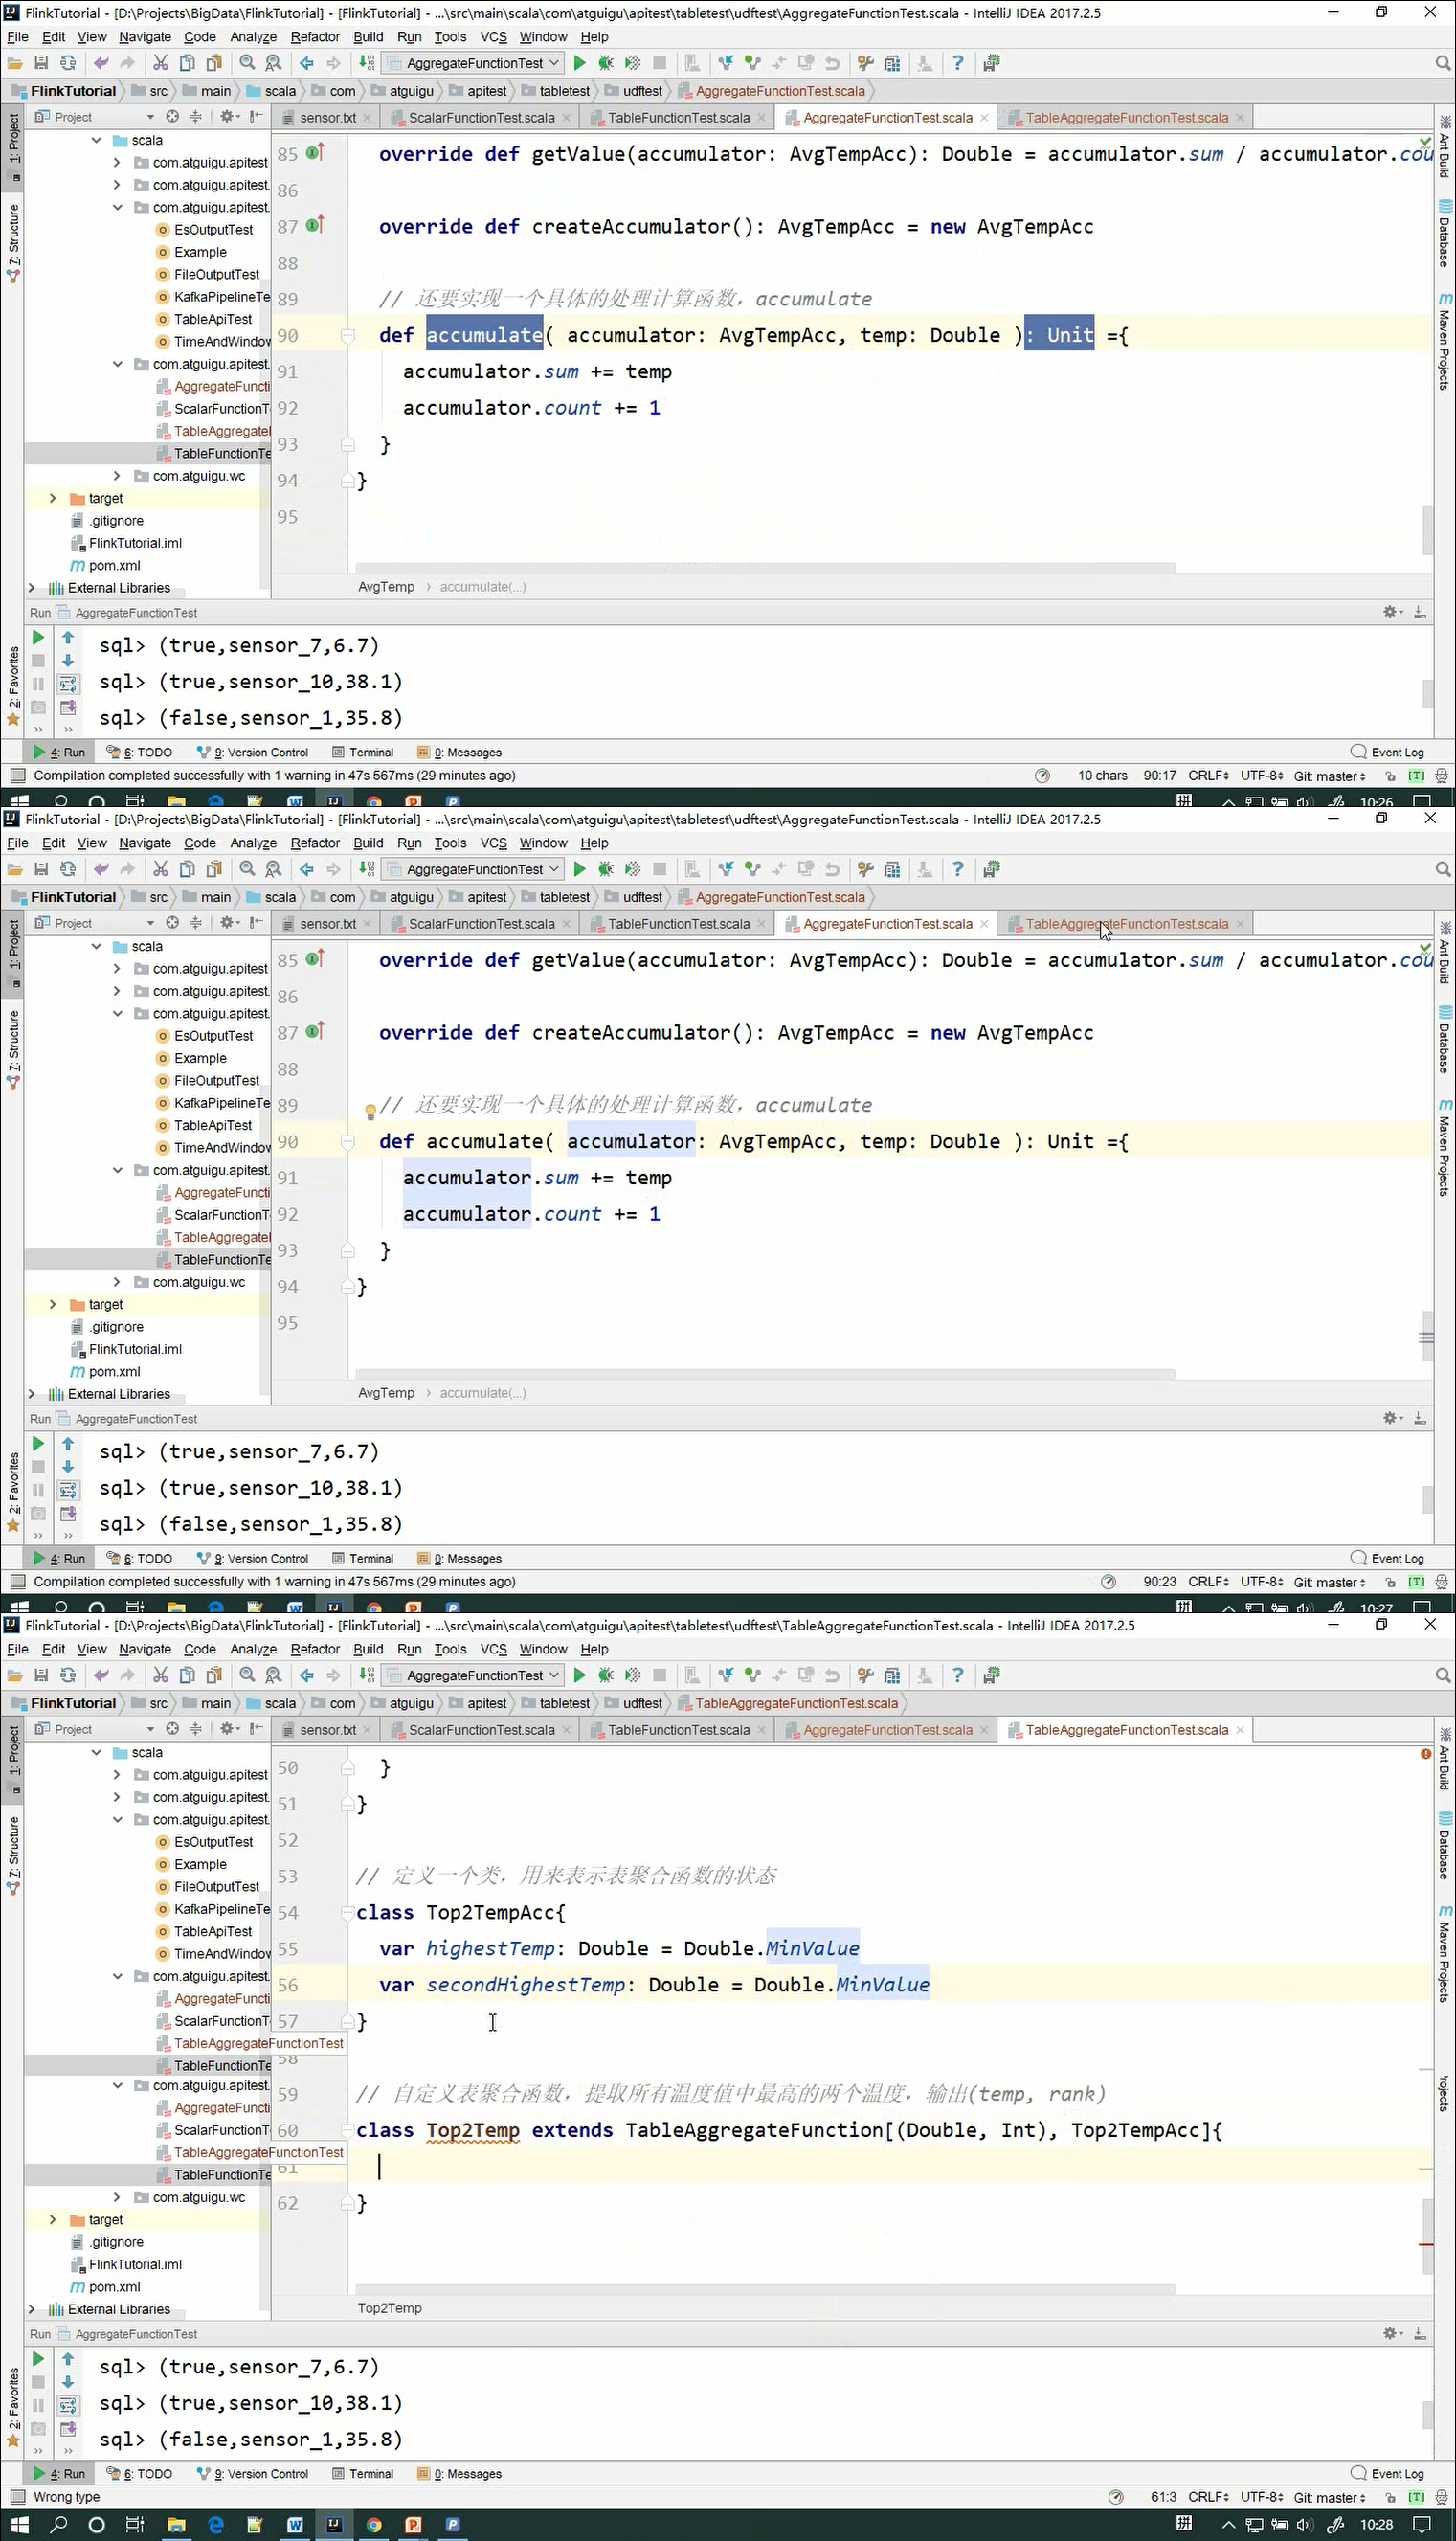 FlinkTutorial - [D:\Projects\BigData\FlinkTutorial] - [FlinkTutorial] - ...\src\main\scala\com\atguigu\apitest\tabletest\udftest\AggregateFunctionTest.scala - IntelliJ IDEA 2017.2.5
File Edit View Navigate Code Analyze Refactor Build Run Tools VCS Window Help
AggregateFunctionTest
FlinkTutorial src main scala com atguigu apitest tabletest udftest AggregateFunctionTest.scala
Project sensor.txt ScalarFunctionTest.scala TableFunctionTest.scala AggregateFunctionTest.scala TableAggregateFunctionTest.scala
1: Project
7: Structure
2: Favorites
Ant Build
Database
Maven Projects
scala
com.atguigu.apitest
com.atguigu.apitest.
com.atguigu.apitest.
EsOutputTest
Example
FileOutputTest
KafkaPipelineTe
TableApiTest
TimeAndWindow
com.atguigu.apitest.
AggregateFuncti
ScalarFunctionT
TableAggregate
TableFunctionTe
com.atguigu.wc
target
.gitignore
FlinkTutorial.iml
pom.xml
External Libraries
85 override def getValue(accumulator: AvgTempAcc): Double = accumulator.sum / accumulator.cou
86
87 override def createAccumulator(): AvgTempAcc = new AvgTempAcc
88
89 // 还要实现一个具体的处理计算函数，accumulate
90 def accumulate( accumulator: AvgTempAcc, temp: Double ): Unit ={
91 accumulator.sum += temp
92 accumulator.count += 1
93 }
94 }
95
AvgTemp › accumulate(...)
Run AggregateFunctionTest
sql> (true,sensor_7,6.7)
sql> (true,sensor_10,38.1)
sql> (false,sensor_1,35.8)
4: Run 6: TODO 9: Version Control Terminal 0: Messages Event Log
Compilation completed successfully with 1 warning in 47s 567ms (29 minutes ago) 10 chars 90:17 CRLF UTF-8 Git: master [T]
10:26
FlinkTutorial - [D:\Projects\BigData\FlinkTutorial] - [FlinkTutorial] - ...\src\main\scala\com\atguigu\apitest\tabletest\udftest\AggregateFunctionTest.scala - IntelliJ IDEA 2017.2.5
File Edit View Navigate Code Analyze Refactor Build Run Tools VCS Window Help
AggregateFunctionTest
FlinkTutorial src main scala com atguigu apitest tabletest udftest AggregateFunctionTest.scala
Project sensor.txt ScalarFunctionTest.scala TableFunctionTest.scala AggregateFunctionTest.scala TableAggregateFunctionTest.scala
1: Project
7: Structure
2: Favorites
Ant Build
Database
Maven Projects
scala
com.atguigu.apitest
com.atguigu.apitest.
com.atguigu.apitest.
EsOutputTest
Example
FileOutputTest
KafkaPipelineTe
TableApiTest
TimeAndWindow
com.atguigu.apitest.
AggregateFuncti
ScalarFunctionT
TableAggregate
TableFunctionTe
com.atguigu.wc
target
.gitignore
FlinkTutorial.iml
pom.xml
External Libraries
85 override def getValue(accumulator: AvgTempAcc): Double = accumulator.sum / accumulator.cou
86
87 override def createAccumulator(): AvgTempAcc = new AvgTempAcc
88
89 // 还要实现一个具体的处理计算函数，accumulate
90 def accumulate( accumulator: AvgTempAcc, temp: Double ): Unit ={
91 accumulator.sum += temp
92 accumulator.count += 1
93 }
94 }
95
AvgTemp › accumulate(...)
Run AggregateFunctionTest
sql> (true,sensor_7,6.7)
sql> (true,sensor_10,38.1)
sql> (false,sensor_1,35.8)
4: Run 6: TODO 9: Version Control Terminal 0: Messages Event Log
Compilation completed successfully with 1 warning in 47s 567ms (29 minutes ago) 90:23 CRLF UTF-8 Git: master [T]
10:27
FlinkTutorial - [D:\Projects\BigData\FlinkTutorial] - [FlinkTutorial] - ...\src\main\scala\com\atguigu\apitest\tabletest\udftest\TableAggregateFunctionTest.scala - IntelliJ IDEA 2017.2.5
File Edit View Navigate Code Analyze Refactor Build Run Tools VCS Window Help
AggregateFunctionTest
FlinkTutorial src main scala com atguigu apitest tabletest udftest TableAggregateFunctionTest.scala
Project sensor.txt ScalarFunctionTest.scala TableFunctionTest.scala AggregateFunctionTest.scala TableAggregateFunctionTest.scala
1: Project
7: Structure
2: Favorites
Ant Build
Database
Maven Projects
rojects
scala
com.atguigu.apitest
com.atguigu.apitest.
com.atguigu.apitest.
EsOutputTest
Example
FileOutputTest
KafkaPipelineTe
TableApiTest
TimeAndWindow
com.atguigu.apitest.
AggregateFuncti
ScalarFunctionT
TableAggregateFunctionTest
TableFunctionTe
com.atguigu.apitest.
AggregateFuncti
ScalarFunctionT
TableAggregateFunctionTest
TableFunctionTe
com.atguigu.wc
target
.gitignore
FlinkTutorial.iml
pom.xml
External Libraries
50 }
51 }
52
53 // 定义一个类，用来表示表聚合函数的状态
54 class Top2TempAcc{
55 var highestTemp: Double = Double.MinValue
56 var secondHighestTemp: Double = Double.MinValue
57 }
58
59 // 自定义表聚合函数，提取所有温度值中最高的两个温度，输出(temp, rank)
60 class Top2Temp extends TableAggregateFunction[(Double, Int), Top2TempAcc]{
61
62 }
Top2Temp
Run AggregateFunctionTest
sql> (true,sensor_7,6.7)
sql> (true,sensor_10,38.1)
sql> (false,sensor_1,35.8)
4: Run 6: TODO 9: Version Control Terminal 0: Messages Event Log
Wrong type 61:3 CRLF UTF-8 Git: master [T]
10:28